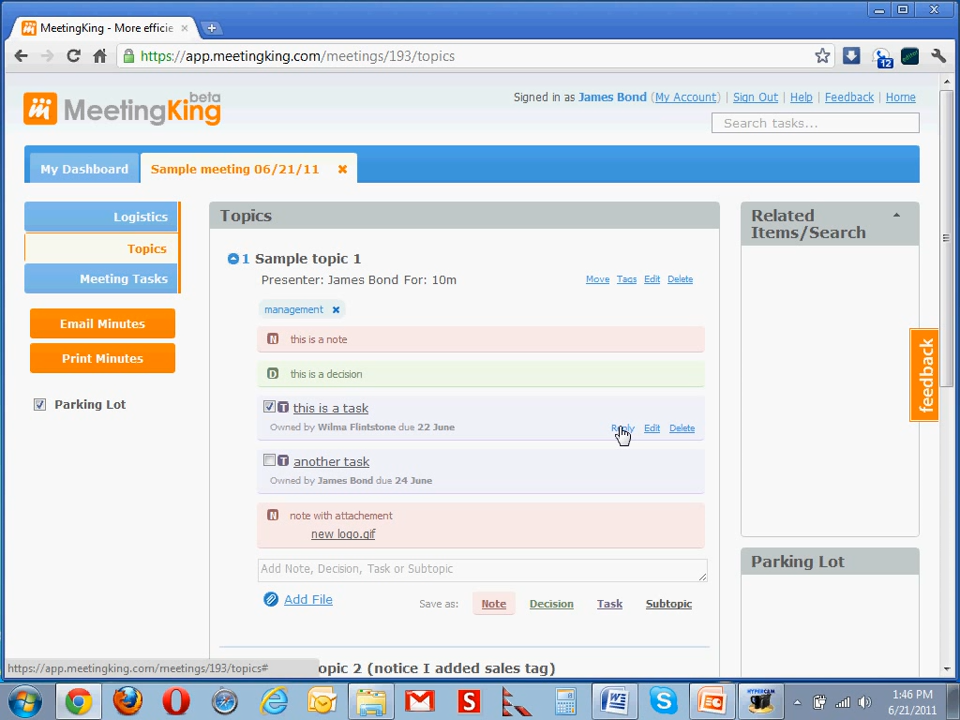 MeetingKing - More efficie
https://app.meetingking.com/meetings/193/topics
12
MeetingKing beta
Signed in as James Bond (My Account) | Sign Out | Help | Feedback | Home
Search tasks...
My Dashboard
Sample meeting 06/21/11
Logistics
Topics
Meeting Tasks
Email Minutes
Print Minutes
Parking Lot
Topics
1 Sample topic 1
Presenter: James Bond For: 10m
Move Tags Edit Delete
management
N this is a note
D this is a decision
T this is a task
Owned by Wilma Flintstone due 22 June
Reply Edit Delete
T another task
Owned by James Bond due 24 June
N note with attachement
new logo.gif
Add Note, Decision, Task or Subtopic
Add File
Save as: Note Decision Task Subtopic
opic 2 (notice I added sales tag)
Related
Items/Search
Parking Lot
feedback
https://app.meetingking.com/meetings/193/topics#
HYPERCAM
1:46 PM
6/21/2011